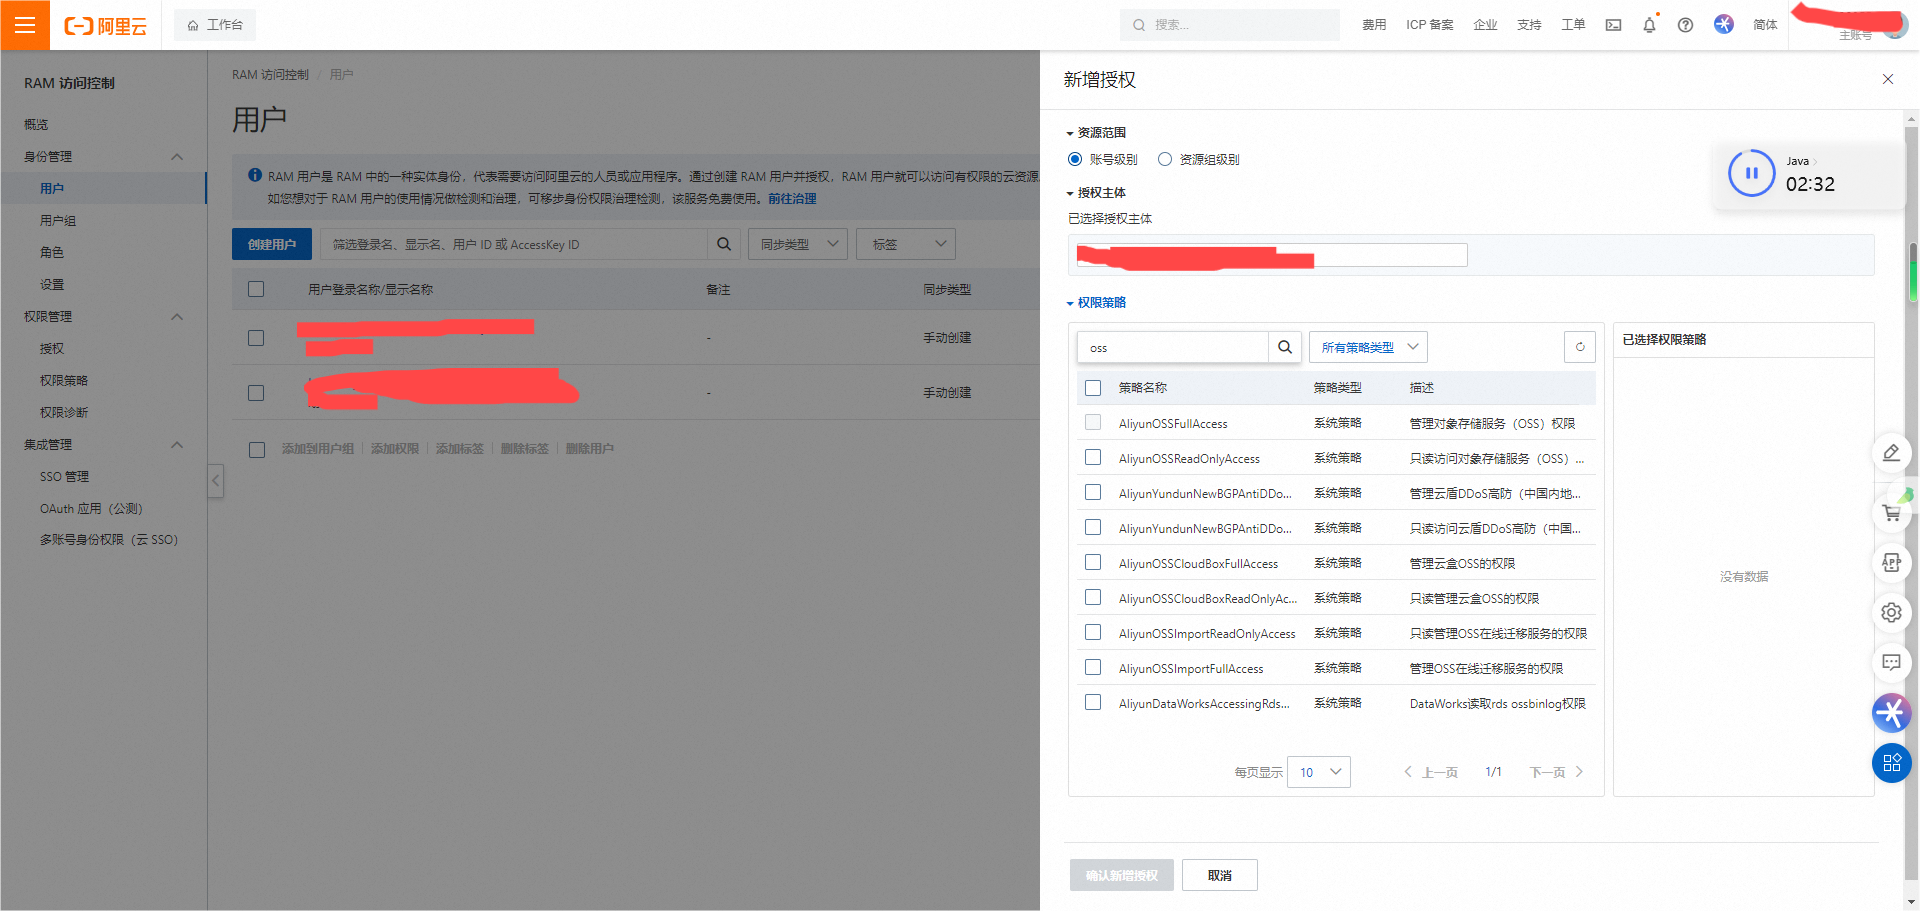 阿里云
工作台
搜索...
费用
ICP 备案
企业
支持
工单
简体
主账号
RAM 访问控制
概览
身份管理
用户
用户组
角色
设置
权限管理
授权
权限策略
权限诊断
集成管理
SSO 管理
OAuth 应用（公测）
多账号身份权限（云 SSO）
RAM 访问控制 / 用户
用户
RAM 用户是 RAM 中的一种实体身份，代表需要访问阿里云的人员或应用程序。通过创建 RAM 用户并授权，RAM 用户就可以访问有权限的云资源
如您想对于 RAM 用户的使用情况做检测和治理，可移步身份权限治理检测，该服务免费使用。前往治理
创建用户
筛选登录名、显示名、用户 ID 或 AccessKey ID
同步类型
标签
用户登录名称/显示名称 备注 同步类型
- 手动创建
- 手动创建
添加到用户组 添加权限 添加标签 删除标签 删除用户
新增授权
资源范围
账号级别 资源组级别
Java
02:32
授权主体
已选择授权主体
权限策略
oss
所有策略类型
已选择权限策略
策略名称 策略类型 描述
AliyunOSSFullAccess 系统策略 管理对象存储服务（OSS）权限
AliyunOSSReadOnlyAccess 系统策略 只读访问对象存储服务（OSS）...
AliyunYundunNewBGPAntiDDo... 系统策略 管理云盾DDoS高防（中国内地...
AliyunYundunNewBGPAntiDDo... 系统策略 只读访问云盾DDoS高防（中国...
AliyunOSSCloudBoxFullAccess 系统策略 管理云盒OSS的权限
AliyunOSSCloudBoxReadOnlyAc... 系统策略 只读管理云盒OSS的权限
AliyunOSSImportReadOnlyAccess 系统策略 只读管理OSS在线迁移服务的权限
AliyunOSSImportFullAccess 系统策略 管理OSS在线迁移服务的权限
AliyunDataWorksAccessingRds... 系统策略 DataWorks读取rds ossbinlog权限
没有数据
每页显示 10 上一页 1/1 下一页
确认新增授权 取消
APP